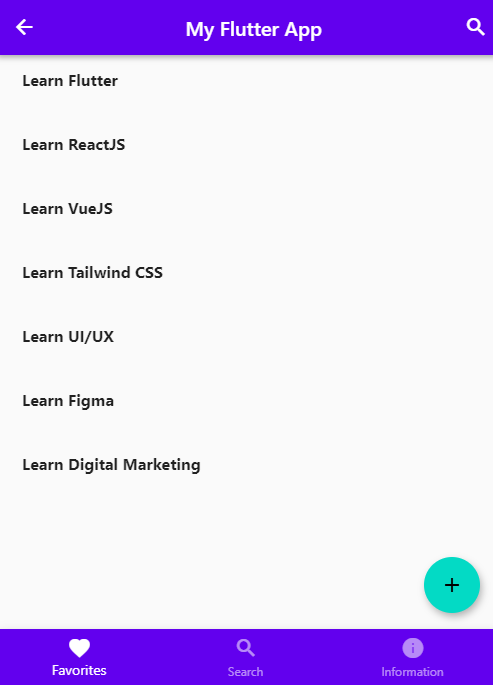 My Flutter App
Learn Flutter
Learn ReactJS
Learn VueJS
Learn Tailwind CSS
Learn UI/UX
Learn Figma
Learn Digital Marketing
Favorites
Search
Information